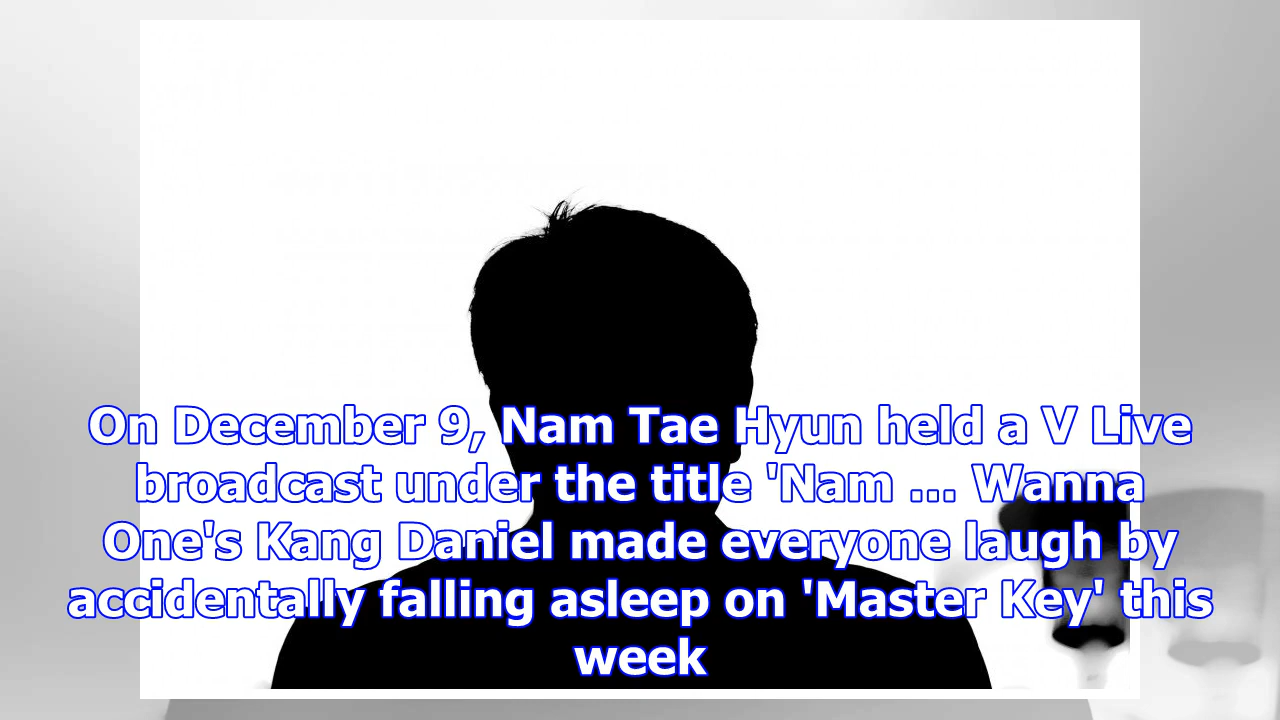 On December 9, Nam Tae Hyun held a V Live
broadcast under the title 'Nam ... Wanna
One's Kang Daniel made everyone laugh by
accidentally falling asleep on 'Master Key' this
week